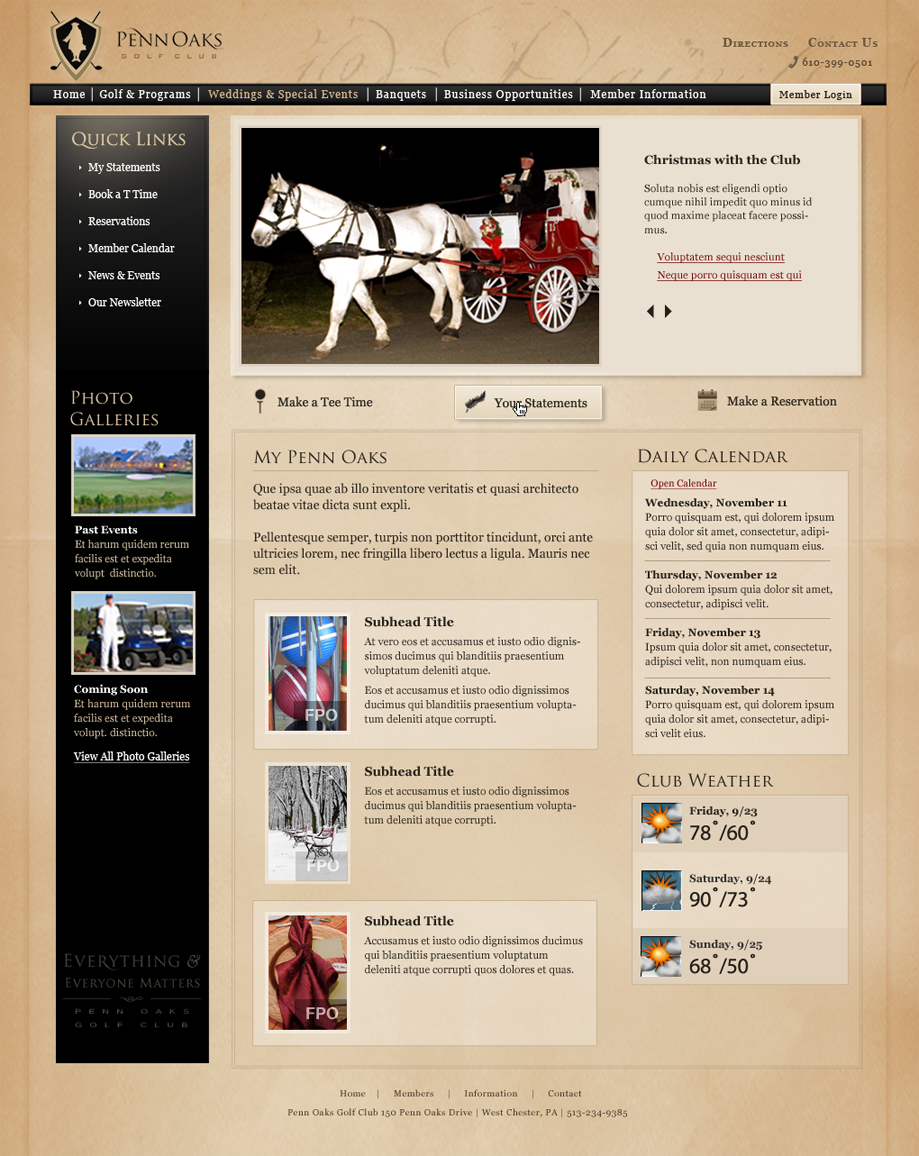 PENN OAKS
GOLF CLUB
DIRECTIONS CONTACT US
610-399-0501
Home | Golf & Programs | Weddings & Special Events | Banquets | Business Opportunities | Member Information
Member Login
QUICK LINKS
My Statements
Book a T Time
Reservations
Member Calendar
News & Events
Our Newsletter
Christmas with the Club
Soluta nobis est eligendi optio
cumque nihil impedit quo minus id
quod maxime placeat facere possi-
mus.
Voluptatem sequi nesciunt
Neque porro quisquam est qui
Make a Tee Time
Your Statements
Make a Reservation
PHOTO
GALLERIES
Past Events
Et harum quidem rerum
facilis est et expedita
volupt distinctio.
Coming Soon
Et harum quidem rerum
facilis est et expedita
volupt. distinctio.
View All Photo Galleries
EVERYTHING &
EVERYONE MATTERS
PENN OAKS
GOLF CLUB
MY PENN OAKS
Que ipsa quae ab illo inventore veritatis et quasi architecto
beatae vitae dicta sunt expli.
Pellentesque semper, turpis non porttitor tincidunt, orci ante
ultricies lorem, nec fringilla libero lectus a ligula. Mauris nec
sem elit.
FPO
Subhead Title
At vero eos et accusamus et iusto odio dignis-
simos ducimus qui blanditiis praesentium
voluptatum deleniti atque.
Eos et accusamus et iusto odio dignissimos
ducimus qui blanditiis praesentium volupta-
tum deleniti atque corrupti.
FPO
Subhead Title
Eos et accusamus et iusto odio dignissimos
ducimus qui blanditiis praesentium volupta-
tum deleniti atque corrupti.
FPO
Subhead Title
Accusamus et iusto odio dignissimos ducimus
qui blanditiis praesentium voluptatum
deleniti atque corrupti quos dolores et quas.
DAILY CALENDAR
Open Calendar
Wednesday, November 11
Porro quisquam est, qui dolorem ipsum
quia dolor sit amet, consectetur, adipi-
sci velit, sed quia non numquam eius.
Thursday, November 12
Qui dolorem ipsum quia dolor sit amet,
consectetur, adipisci velit.
Friday, November 13
Ipsum quia dolor sit amet, consectetur,
adipisci velit, non numquam eius.
Saturday, November 14
Porro quisquam est, qui dolorem ipsum
quia dolor sit amet, consectetur, adipi-
sci velit eius.
CLUB WEATHER
Friday, 9/23
78°/60°
Saturday, 9/24
90°/73°
Sunday, 9/25
68°/50°
Home | Members | Information | Contact
Penn Oaks Golf Club 150 Penn Oaks Drive | West Chester, PA | 513-234-9385